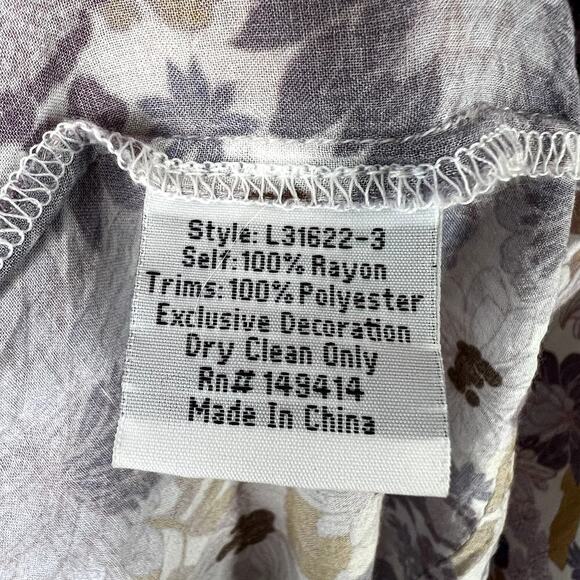 Style: L31622-3
Self: 100% Rayon
Trims: 100% Polyester
Exclusive Decoration
Dry Clean Only
Rn# 149414
Made In China